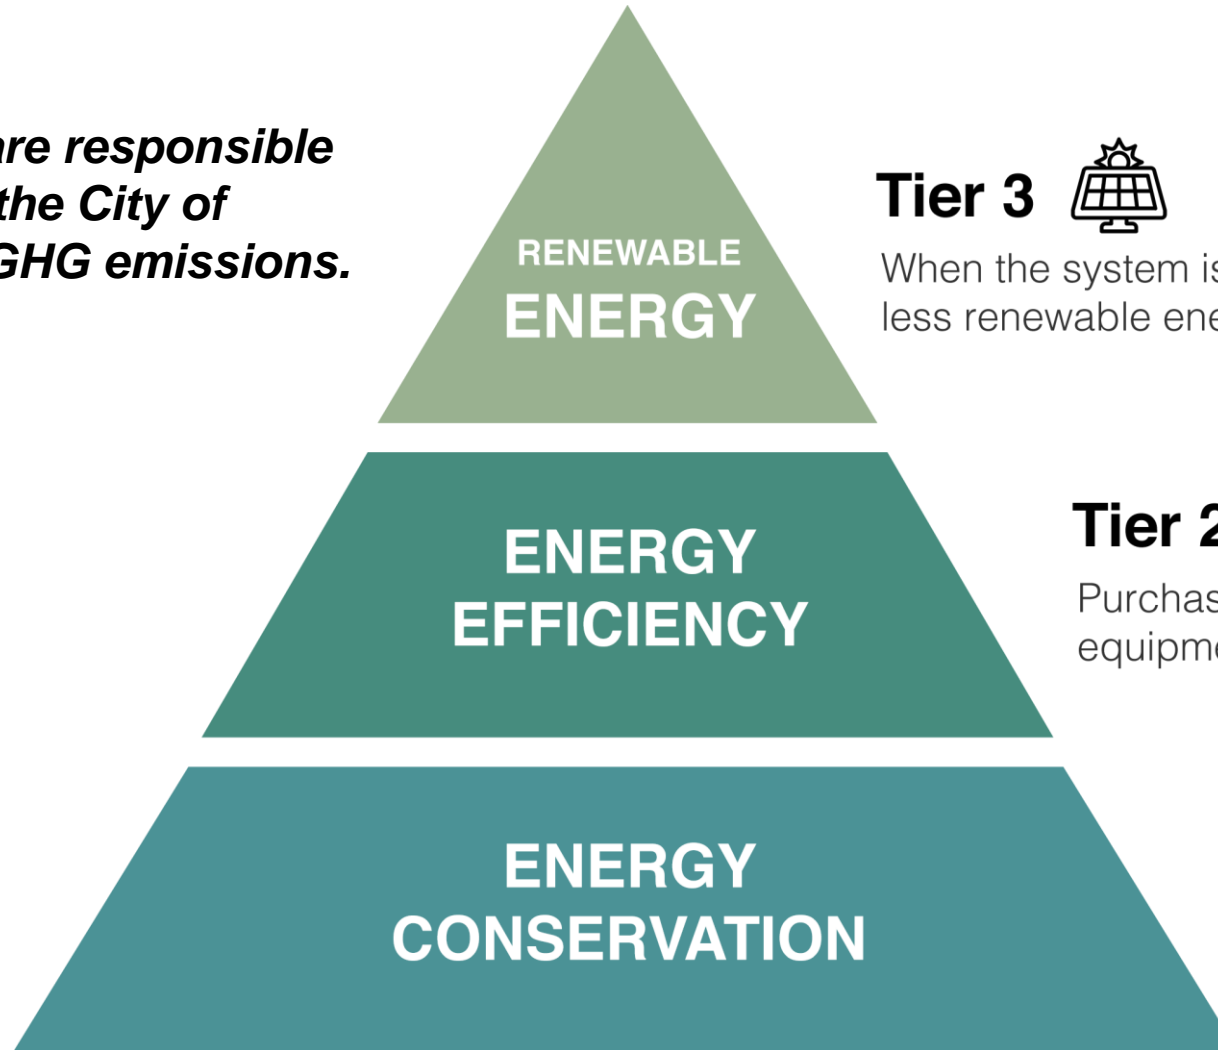 are responsible
the City of
GHG emissions.
RENEWABLE
ENERGY
Tier 3
When the system is
less renewable ene
ENERGY
EFFICIENCY
Tier 2
Purchas
equipme
ENERGY
CONSERVATION